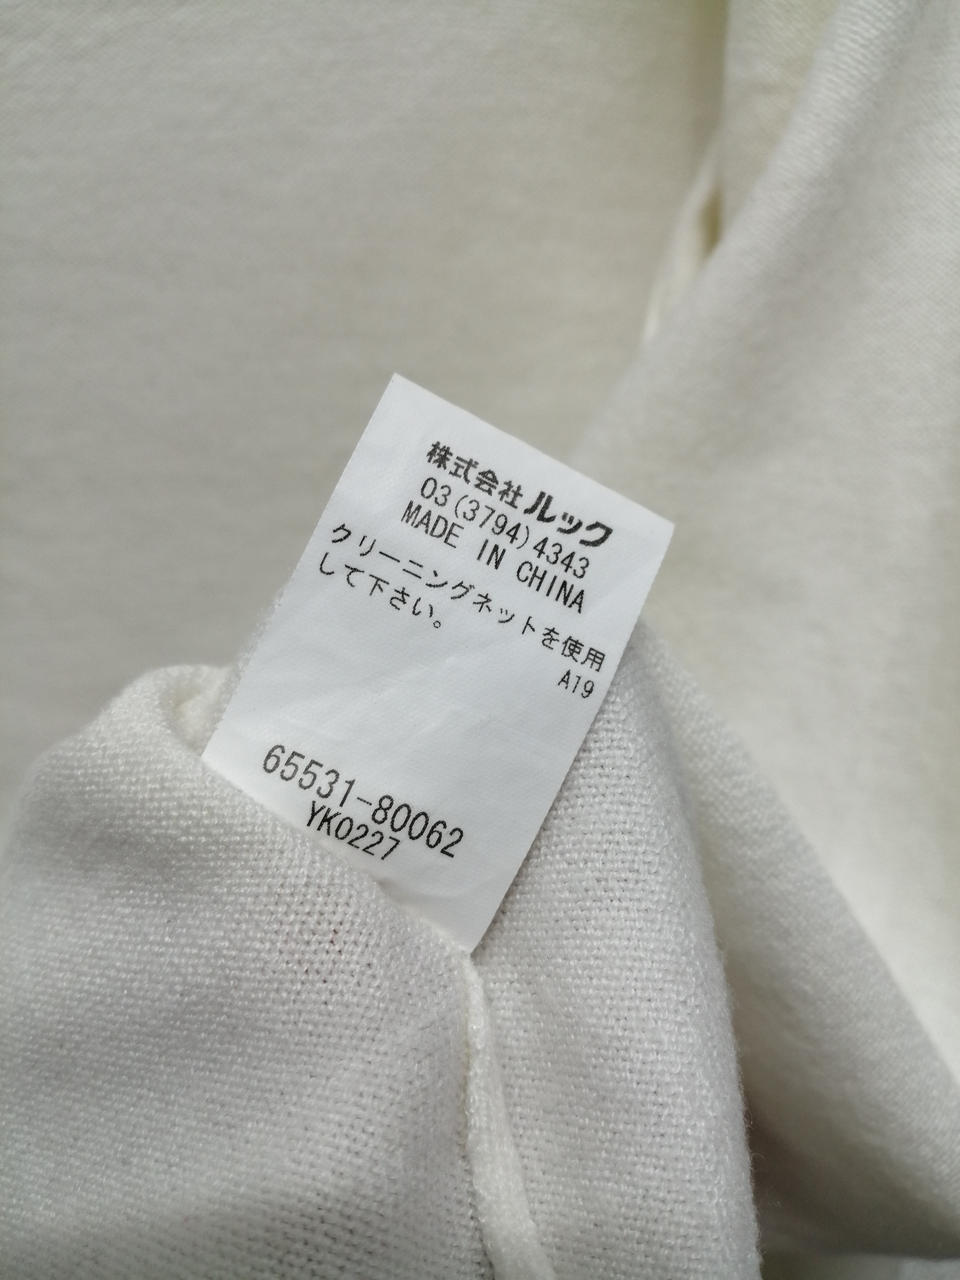 株式会社ルック
03(3794)4343
MADE IN CHINA
クリーニングネットを使用
して下さい。
A19
65531-80062
YK0227